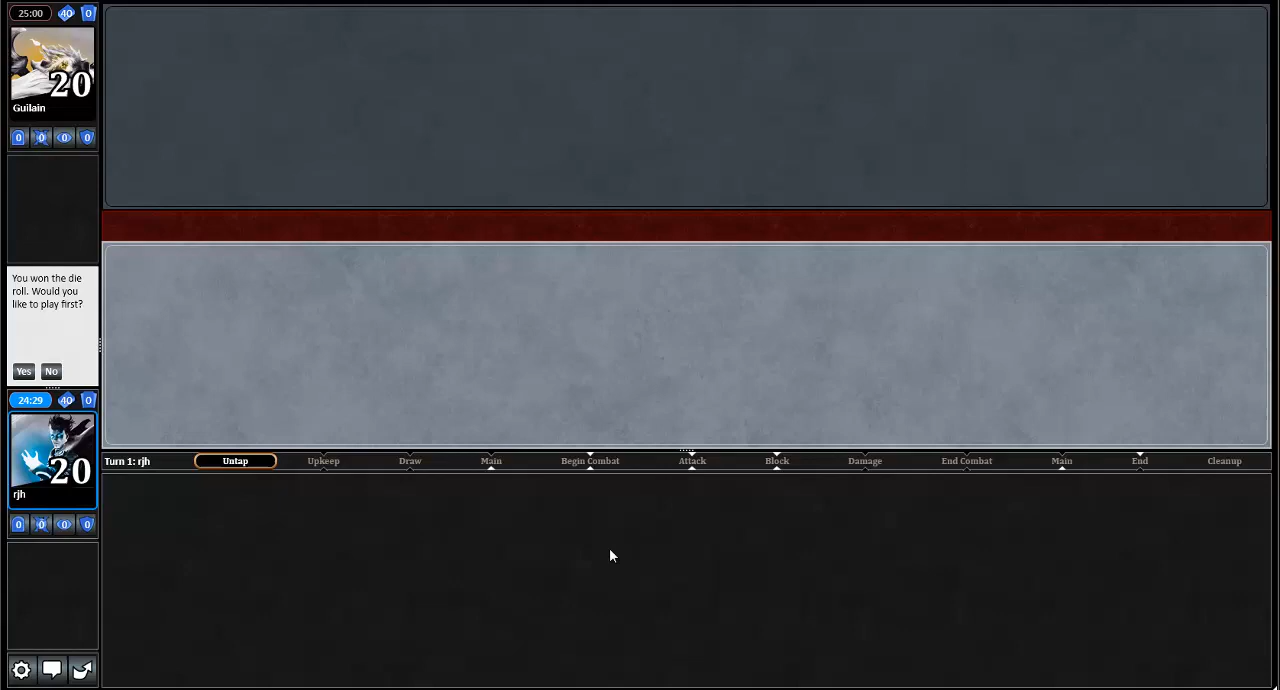 25:00 40 0
20
Guilain
0 0 0 0
You won the die
roll. Would you
like to play first?
Yes No
24:29 40 0
20
rjh
0 0 0 0
Turn 1: rjh Untap Upkeep Draw Main Begin Combat Attack Block Damage End Combat Main End Cleanup